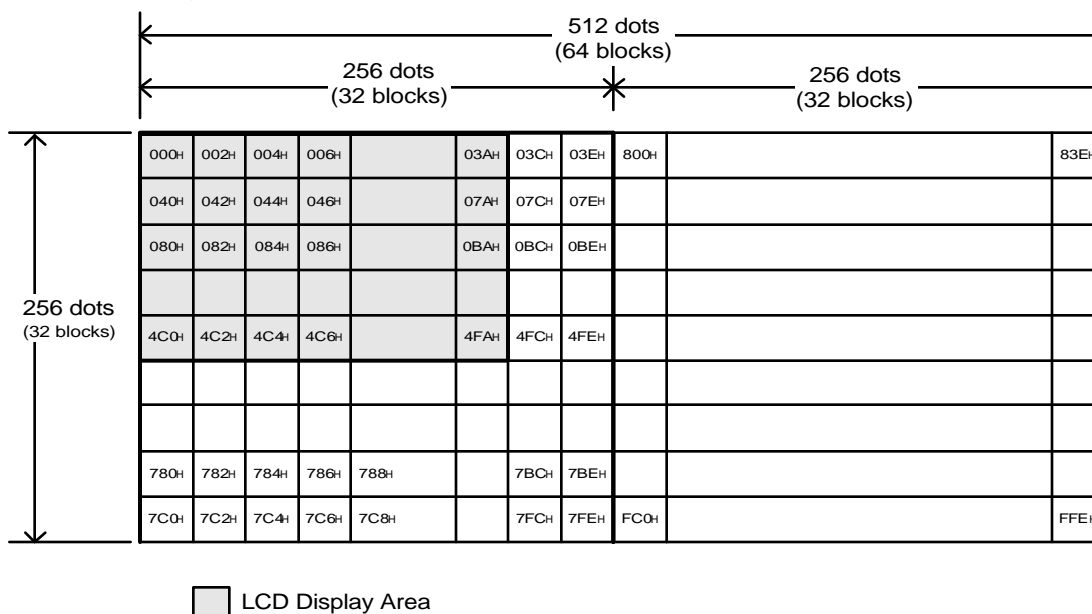 512 dots
(64 blocks)
256 dots
(32 blocks)
256 dots
(32 blocks)
000H 002H 004H 006H 03AH 03CH 03EH 800H 83EH
040H 042H 044H 046H 07AH 07CH 07EH
080H 082H 084H 086H 0BAH 0BCH 0BEH
256 dots
(32 blocks)
4C0H 4C2H 4C4H 4C6H 4FAH 4FCH 4FEH
780H 782H 784H 786H 788H 7BCH 7BEH
7C0H 7C2H 7C4H 7C6H 7C8H 7FCH 7FEH FC0H FFEH
LCD Display Area